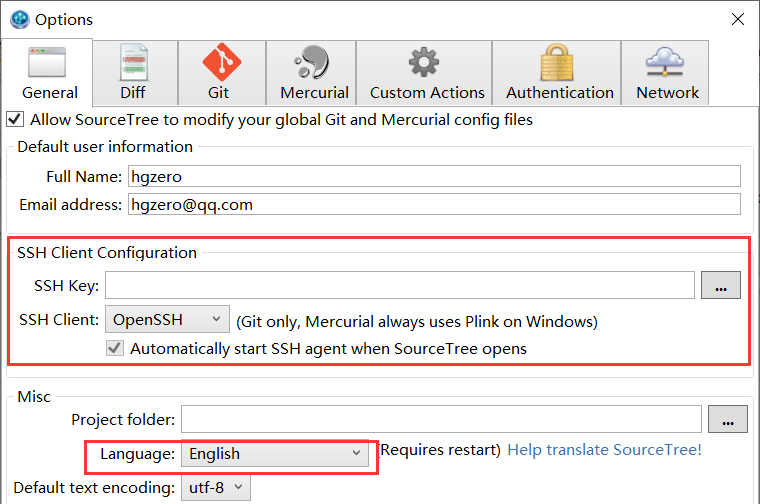 Options
General Diff Git Mercurial Custom Actions Authentication Network
Allow SourceTree to modify your global Git and Mercurial config files
Default user information
Full Name: hgzero
Email address: hgzero@qq.com
SSH Client Configuration
SSH Key: ...
SSH Client: OpenSSH (Git only, Mercurial always uses Plink on Windows)
Automatically start SSH agent when SourceTree opens
Misc
Project folder: ...
Language: English (Requires restart) Help translate SourceTree!
Default text encoding: utf-8